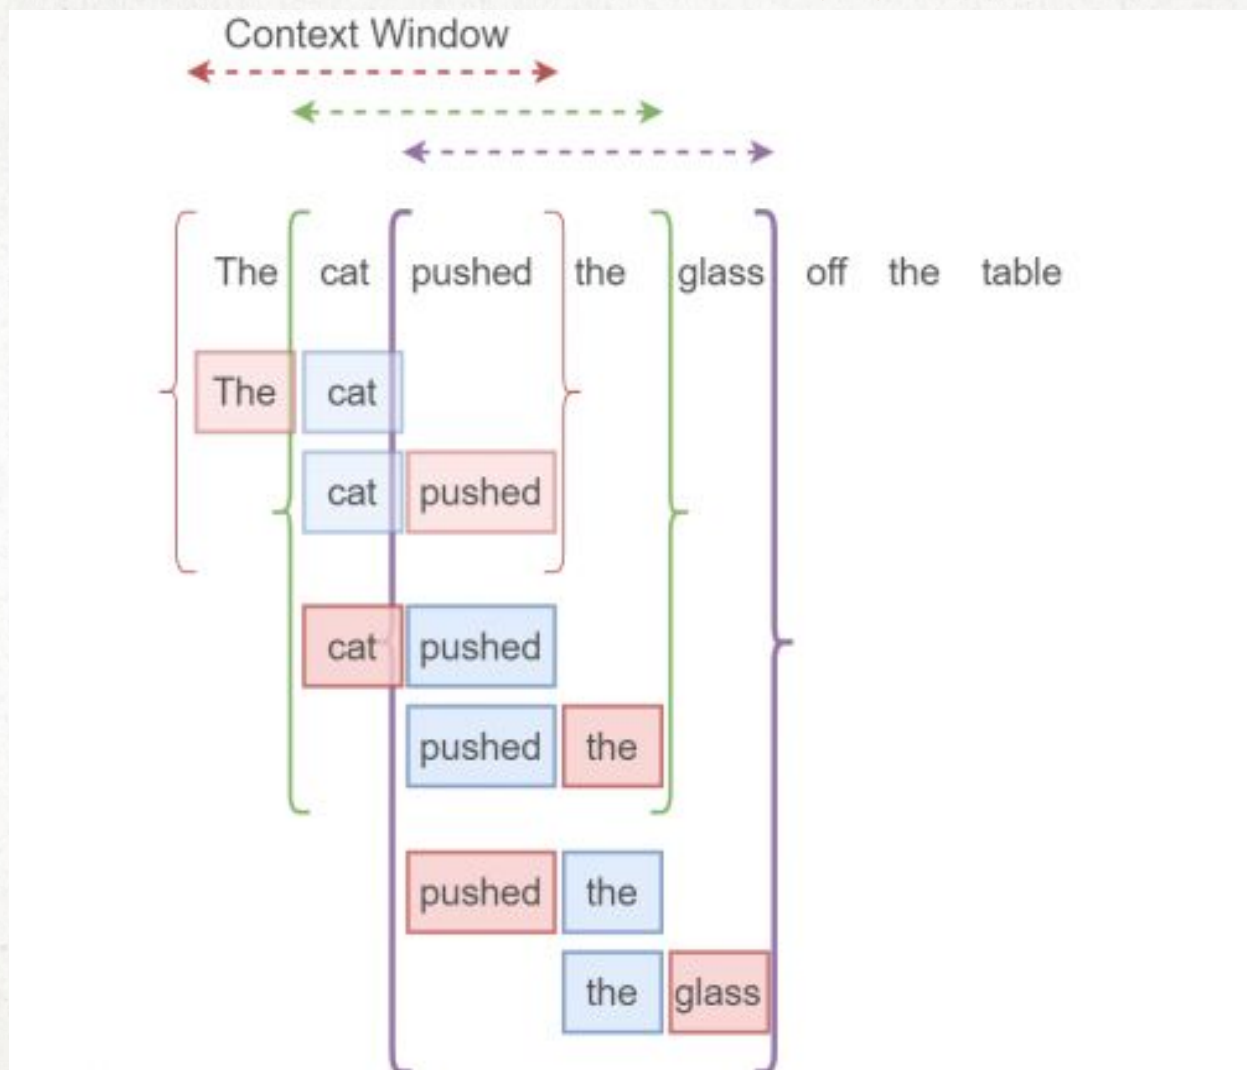 Context Window
The cat pushed the glass off the table
The cat
cat pushed
cat pushed
pushed the
pushed the
the glass